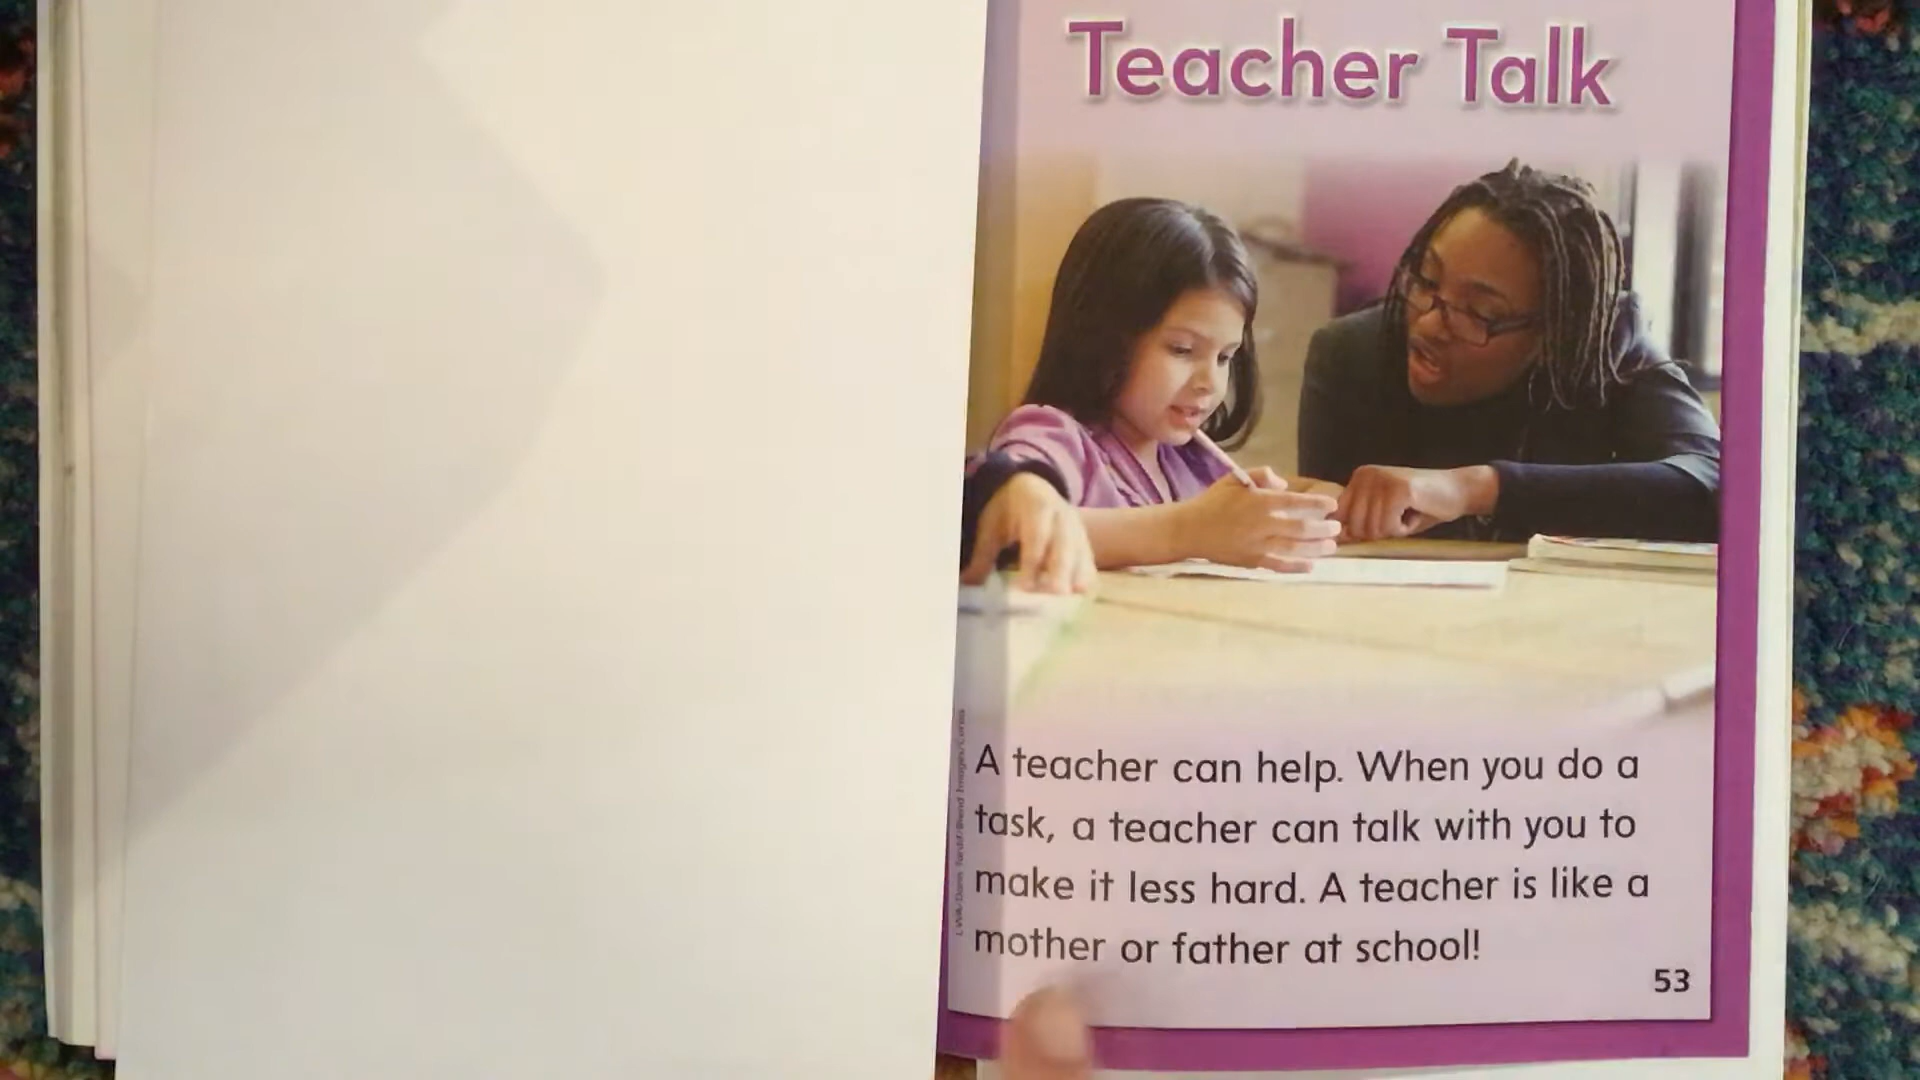 Teacher Talk
A teacher can help. When you do a
task, a teacher can talk with you to
make it less hard. A teacher is like a
mother or father at school!
53